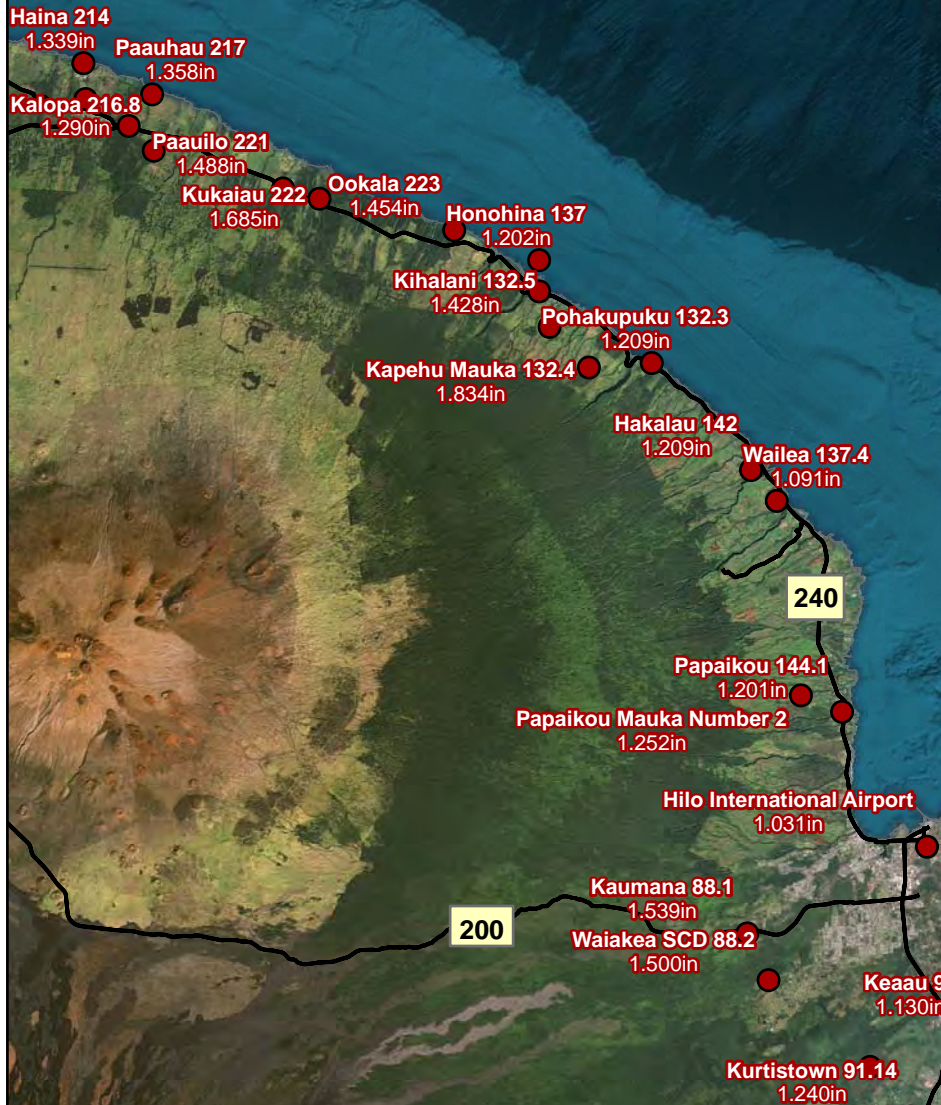 Haina 214
1.339in
Paauhau 217
1.358in
Kalopa 216.8
1.290in
Paauilo 221
1.488in
Kukaiau 222
1.685in
Ookala 223
1.454in
Honohina 137
1.202in
Kihalani 132.5
1.428in
Pohakupuku 132.3
1.209in
Kapehu Mauka 132.4
1.834in
Hakalau 142
1.209in
Wailea 137.4
1.091in
240
Papaikou 144.1
1.201in
Papaikou Mauka Number 2
1.252in
Hilo International Airport
1.031in
Kaumana 88.1
1.539in
200
Waiakea SCD 88.2
1.500in
Keaau 9
1.130in
Kurtistown 91.14
1.240in